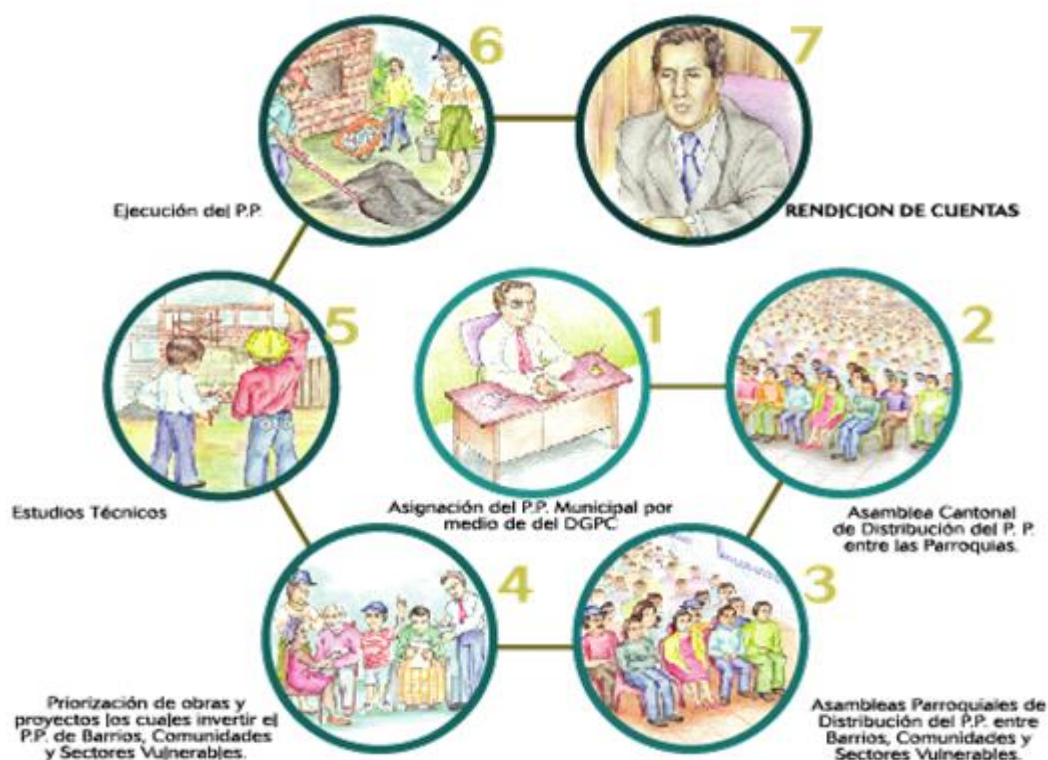 6
7
Ejecución del P.P.
RENDICION DE CUENTAS
5
1
2
Estudios Técnicos
Asignación del P.P. Municipal por
medio de del DGPC
Asamblea Cantonal
de Distribución del P. P.
entre las Parroquias.
4
3
Priorización de obras y
proyectos los cuales invertir el
P.P. de Barrios, Comunidades
y Sectores Vulnerables.
Asambleas Parroquiales de
Distribución del P.P. entre
Barrios, Comunidades y
Sectores Vulnerables.